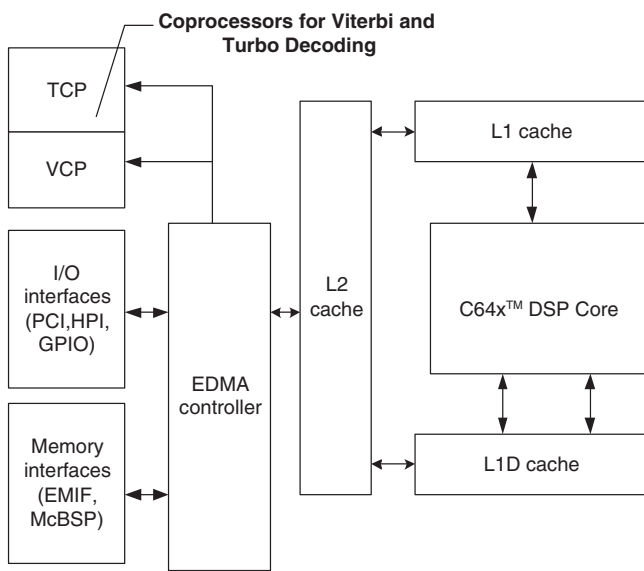 Coprocessors for Viterbi and
Turbo Decoding
TCP
VCP
I/O
interfaces
(PCI,HPI,
GPIO)
Memory
interfaces
(EMIF,
McBSP)
EDMA
controller
L2
cache
L1 cache
C64x™ DSP Core
L1D cache